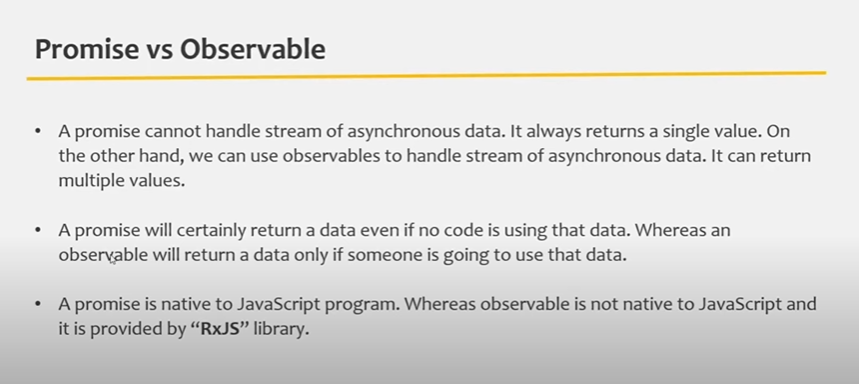 Promise vs Observable
• A promise cannot handle stream of asynchronous data. It always returns a single value. On
the other hand, we can use observables to handle stream of asynchronous data. It can return
multiple values.
• A promise will certainly return a data even if no code is using that data. Whereas an
observable will return a data only if someone is going to use that data.
• A promise is native to JavaScript program. Whereas observable is not native to JavaScript and
it is provided by “RxJS” library.